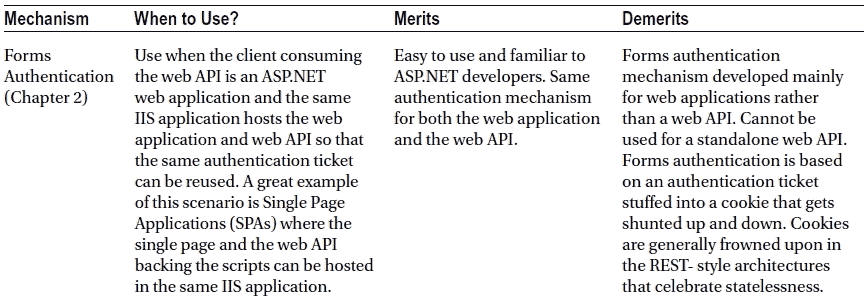 Mechanism When to Use? Merits Demerits
Forms Authentication (Chapter 2)
Use when the client consuming
the web API is an ASP.NET
web application and the same
IIS application hosts the web
application and web API so that
the same authentication ticket
can be reused. A great example
of this scenario is Single Page
Applications (SPAs) where the
single page and the web API
backing the scripts can be hosted
in the same IIS application.
Easy to use and familiar to
ASP.NET developers. Same
authentication mechanism
for both the web application
and the web API.
Forms authentication
mechanism developed mainly
for web applications rather
than a web API. Cannot be
used for a standalone web API.
Forms authentication is based
on an authentication ticket
stuffed into a cookie that gets
shunted up and down. Cookies
are generally frowned upon in
the REST- style architectures
that celebrate statelessness.